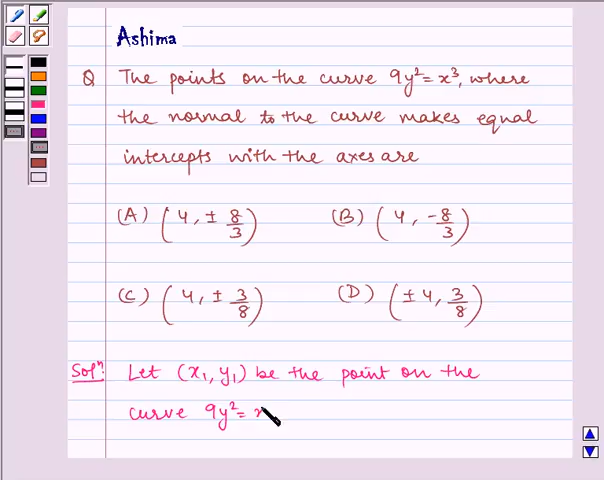 Ashima
Q The points on the curve 9y² = x³, where
the normal to the curve makes equal
intercepts with the axes are
(A) (4, ± 8/3) (B) (4, -8/3)
(C) (4, ± 3/8) (D) (± 4, 3/8)
Solⁿ: Let (x₁, y₁) be the point on the
curve 9y² = x